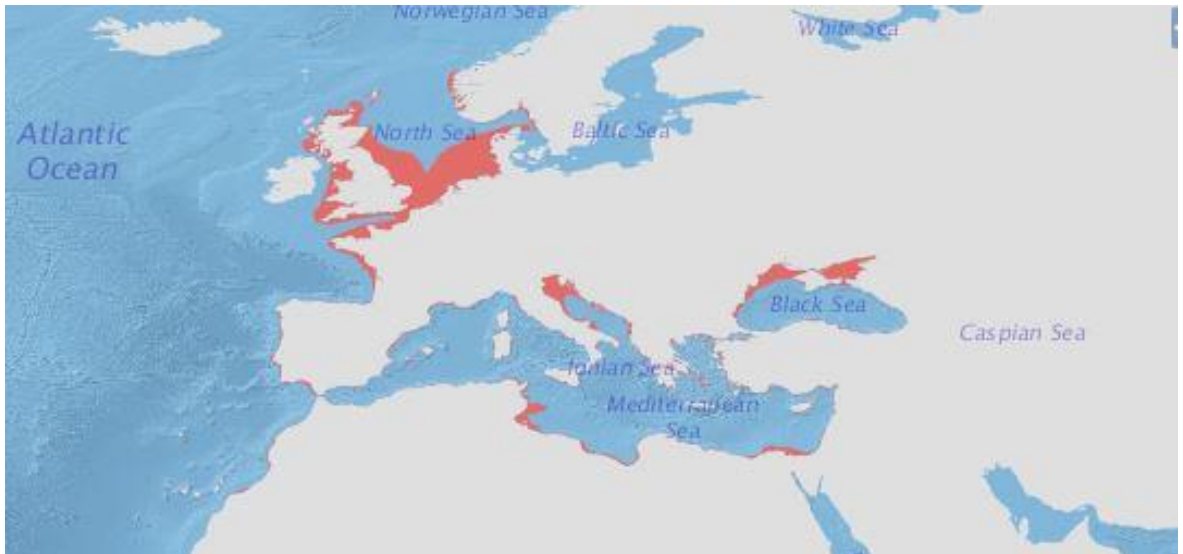 Norwegian Sea
White Sea
Atlantic
Ocean
North Sea
Baltic Sea
Black Sea
Caspian Sea
Ionian Sea
Mediterranean
Sea